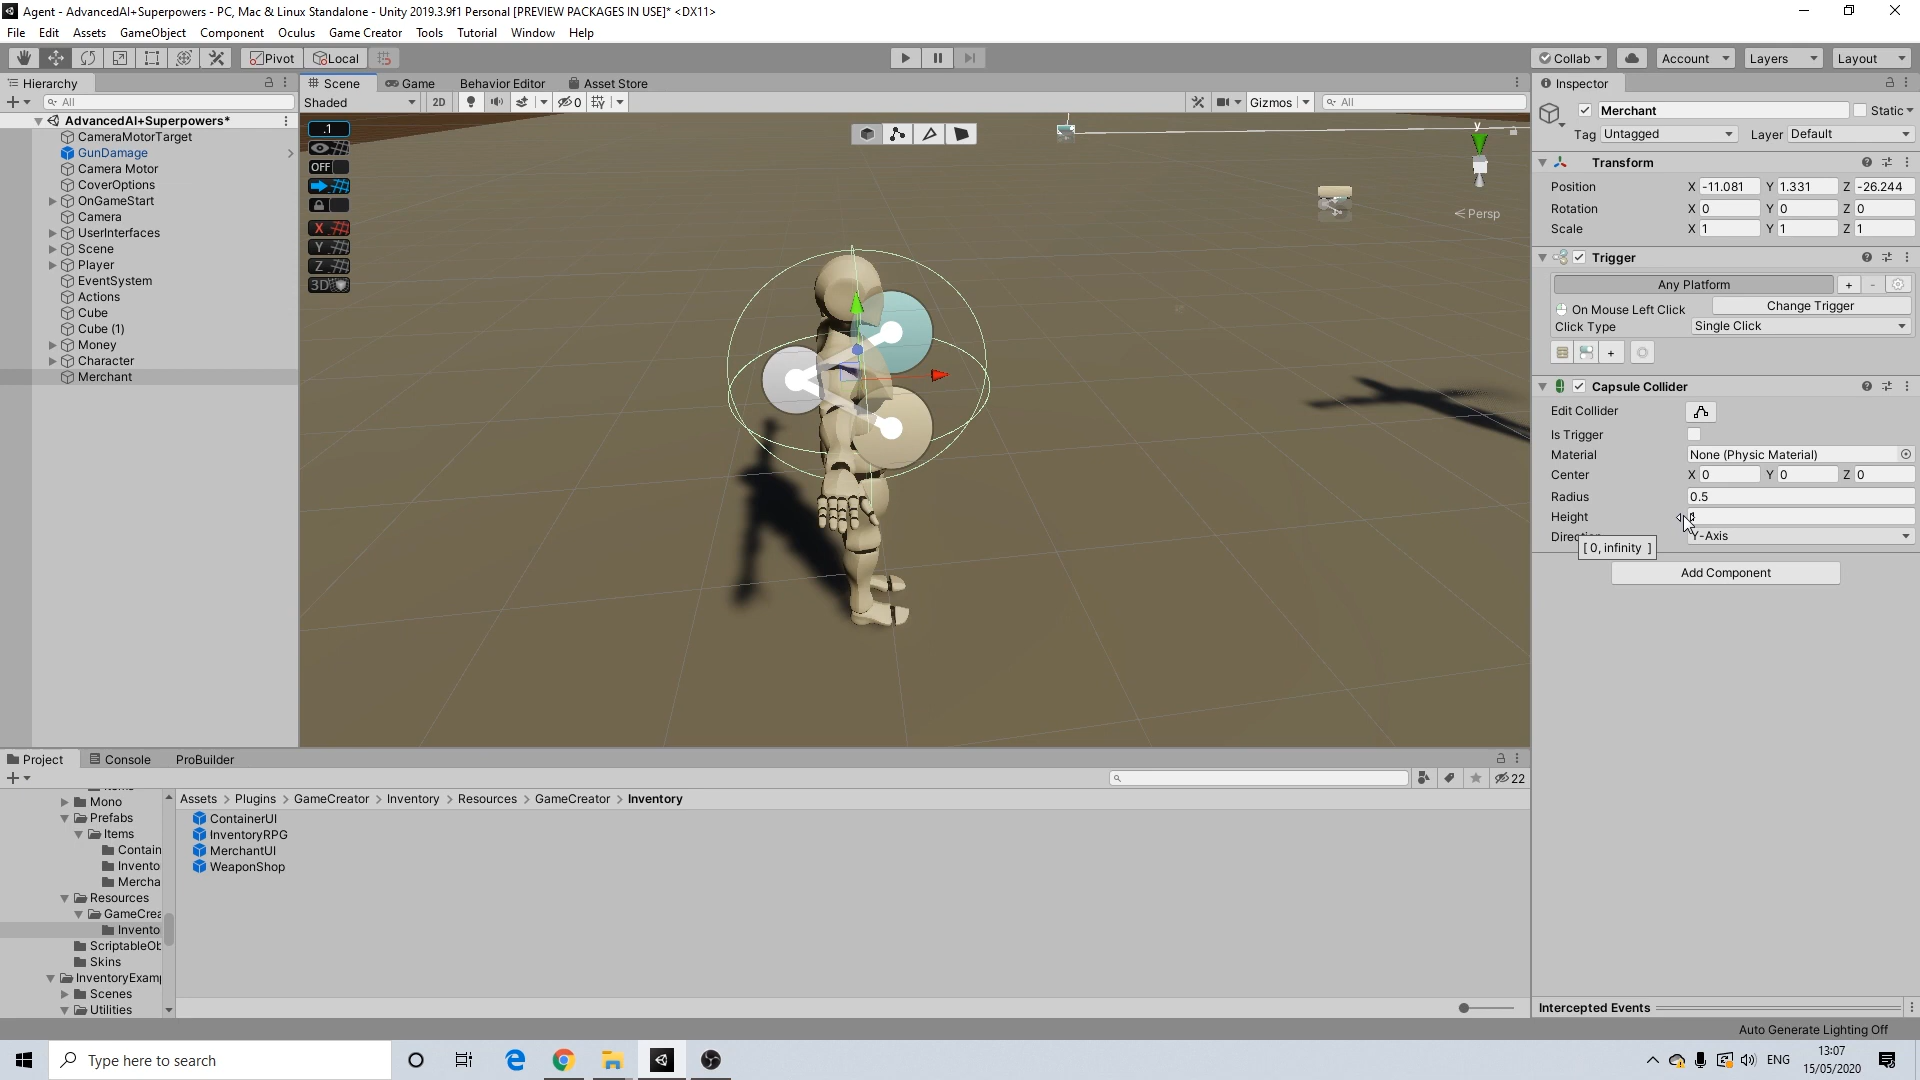 Agent - AdvancedAI+Superpowers - PC, Mac & Linux Standalone - Unity 2019.3.9f1 Personal [PREVIEW PACKAGES IN USE]* <DX11>
File Edit Assets GameObject Component Oculus Game Creator Tools Tutorial Window Help
Pivot Local Collab Account Layers Layout
Hierarchy
All
AdvancedAI+Superpowers*
CameraMotorTarget
GunDamage
Camera Motor
CoverOptions
OnGameStart
Camera
UserInterfaces
Scene
Player
EventSystem
Actions
Cube
Cube (1)
Money
Character
Merchant
Scene Game Behavior Editor Asset Store
Shaded 2D 0 Gizmos All
.1
OFF
X
Y
Z
3D
y
Persp
Inspector
Merchant Static
Tag Untagged Layer Default
Transform
Position X -11.081 Y 1.331 Z -26.244
Rotation X 0 Y 0 Z 0
Scale X 1 Y 1 Z 1
Trigger
Any Platform + -
On Mouse Left Click Change Trigger
Click Type Single Click
+
Capsule Collider
Edit Collider
Is Trigger
Material None (Physic Material)
Center X 0 Y 0 Z 0
Radius 0.5
Height
Y-Axis
[ 0, infinity ]
Add Component
Intercepted Events
Project Console ProBuilder
22
Mono
Prefabs
Items
Contain
Invento
Mercha
Resources
GameCrea
Invento
ScriptableOb
Skins
InventoryExam
Scenes
Utilities
Assets > Plugins > GameCreator > Inventory > Resources > GameCreator > Inventory
ContainerUI
InventoryRPG
MerchantUI
WeaponShop
Auto Generate Lighting Off
Type here to search
ENG
13:07
15/05/2020